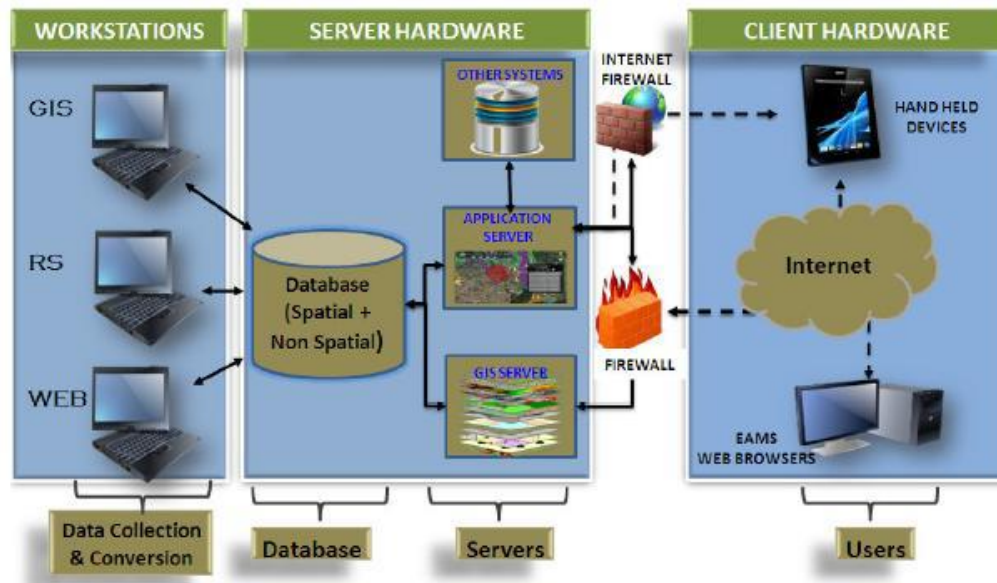 WORKSTATIONS
GIS
RS
WEB
Data Collection
& Conversion
SERVER HARDWARE
OTHER SYSTEMS
APPLICATION
SERVER
Database
(Spatial +
Non Spatial)
GIS SERVER
Database
Servers
INTERNET
FIREWALL
FIREWALL
CLIENT HARDWARE
HAND HELD
DEVICES
Internet
EAMS
WEB BROWSERS
Users